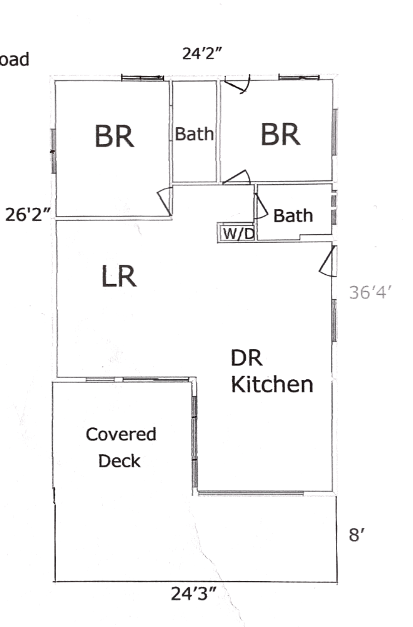 oad
24'2"
BR
Bath
BR
26'2"
Bath
W/D
LR
36'4'
DR
Kitchen
Covered
Deck
8'
24'3"